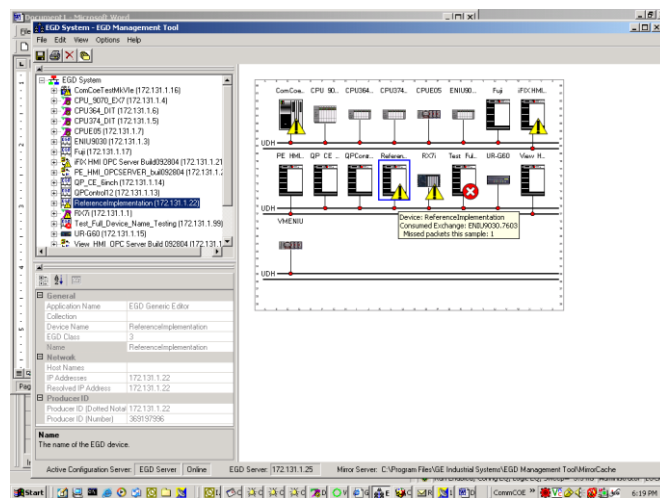 Document1 - Microsoft Word
EGD System - EGD Management Tool
File Edit View Options Help
EGD System
ComCoeTestMkVIe (172.131.1.16)
CPU_9070_EX7 (172.131.1.4)
CPU364_DIT (172.131.1.6)
CPU374_DIT (172.131.1.5)
CPUE05 (172.131.1.7)
ENIU9030 (172.131.1.3)
Fuji (172.131.1.17)
iFIX HMI OPC Server Build092804 (172.131.1.21
PE_HMI_OPCSERVER_build092904 (172.131.1.
QP_CE_6inch (172.131.1.14)
QPControl12 (172.131.1.13)
ReferenceImplementation (172.131.1.22)
RX7i (172.131.1.1)
Test_Full_Device_Name_Testing (172.131.1.99)
UR-G60 (172.131.1.15)
View HMI OPC Server Build 092804 (172.131.1.
ComCoe... CPU 90... CPU364... CPU374... CPUE05 ENIU90... Fuji iFIX HMI...
UDH
PE HMI... QP CE ... QPCont... Referen... RX7i Test Ful... UR-G60 View H...
UDH
Device: ReferenceImplementation
Consumed Exchange: ENIU9030.7603
Missed packets this sample: 1
VMENIU
UDH
General
Application Name EGD Generic Editor
Collection
Device Name ReferenceImplementation
EGD Class 3
Name ReferenceImplementation
Network
Host Names
IP Addresses 172.131.1.22
Resolved IP Address 172.131.1.22
Producer ID
Producer ID (Dotted Notat 172.131.1.22
Producer ID (Number) 369197996
Name
The name of the EGD device.
Active Configuration Server: EGD Server Online EGD Server: 172.131.1.25 Mirror Server: C:\Program Files\GE Industrial Systems\EGD Management Tool\MirrorCache
Start CommCOE 6:19 PM